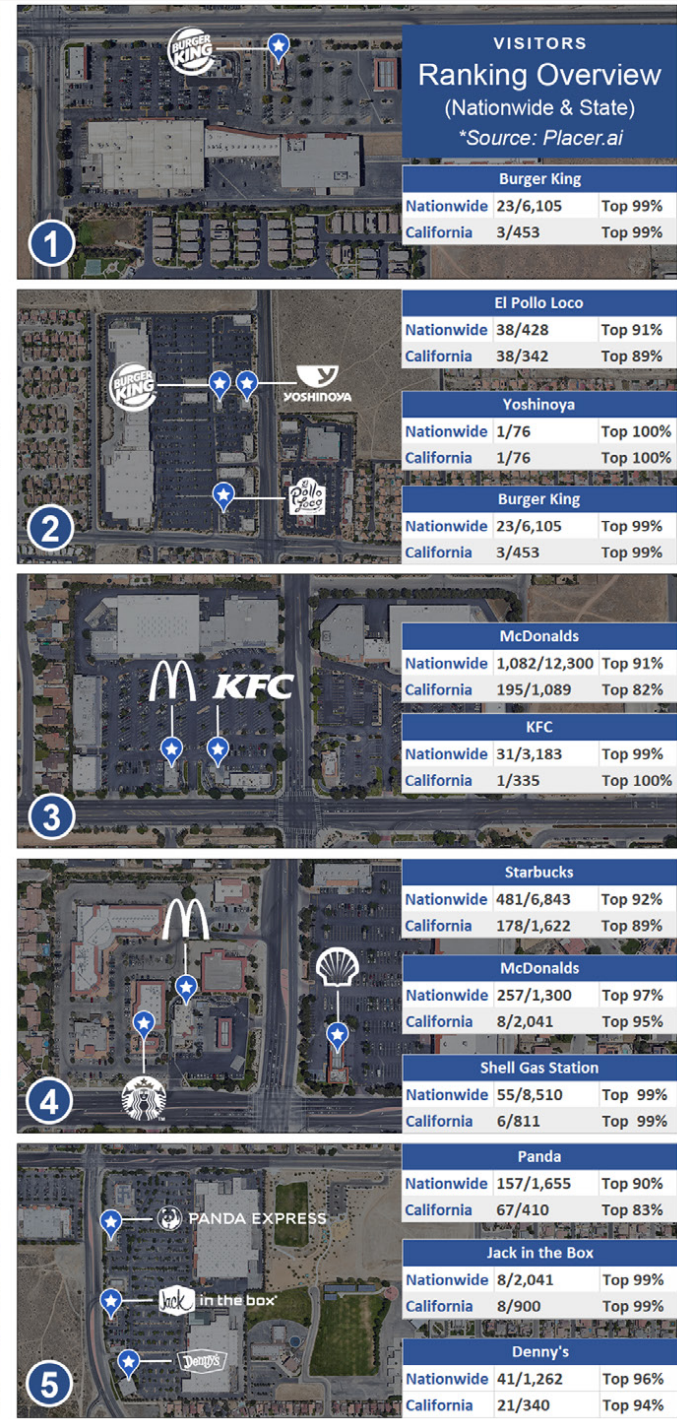 BURGER
KING
VISITORS
Ranking Overview
(Nationwide & State)
*Source: Placer.ai
Burger King
Nationwide 23/6,105 Top 99%
California 3/453 Top 99%
1
El Pollo Loco
Nationwide 38/428 Top 91%
California 38/342 Top 89%
BURGER
KING
YOSHINOYA
Yoshinoya
Nationwide 1/76 Top 100%
California 1/76 Top 100%
El
Pollo
Loco
Burger King
Nationwide 23/6,105 Top 99%
California 3/453 Top 99%
2
McDonalds
Nationwide 1,082/12,300 Top 91%
California 195/1,089 Top 82%
KFC
KFC
Nationwide 31/3,183 Top 99%
California 1/335 Top 100%
3
Starbucks
Nationwide 481/6,843 Top 92%
California 178/1,622 Top 89%
McDonalds
Nationwide 257/1,300 Top 97%
California 8/2,041 Top 95%
Shell Gas Station
Nationwide 55/8,510 Top 99%
California 6/811 Top 99%
TM
4
Panda
Nationwide 157/1,655 Top 90%
California 67/410 Top 83%
PANDA EXPRESS
Jack in the Box
Nationwide 8/2,041 Top 99%
California 8/900 Top 99%
Jack in the box®
Denny's
Denny's
Nationwide 41/1,262 Top 96%
California 21/340 Top 94%
5